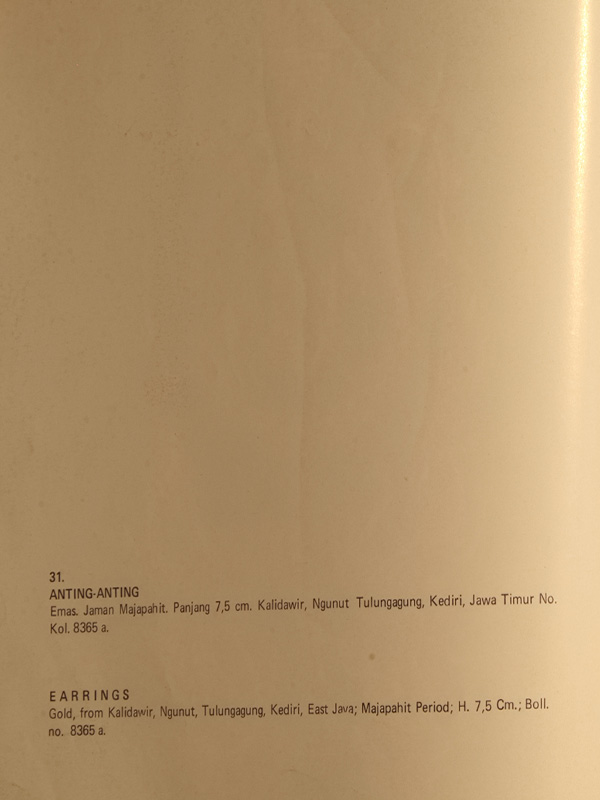 31.
ANTING-ANTING
Emas. Jaman Majapahit. Panjang 7,5 cm. Kalidawir, Ngunut Tulungagung, Kediri, Jawa Timur No.
Kol. 8365 a.
EARRINGS
Gold, from Kalidawir, Ngunut, Tulungagung, Kediri, East Java; Majapahit Period; H. 7,5 Cm.; Boll.
no. 8365 a.